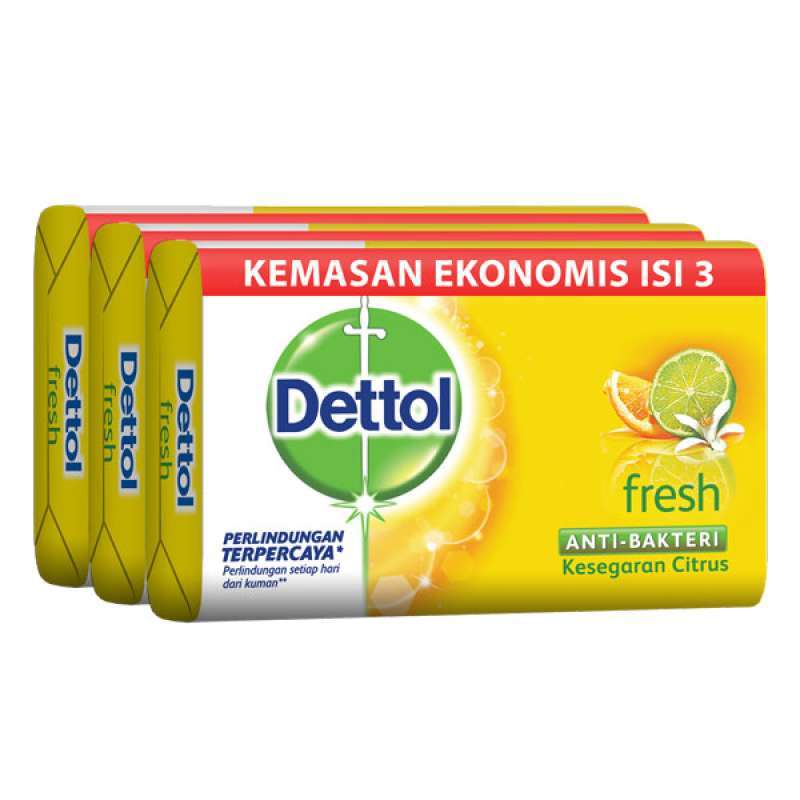 KEMASAN EKONOMIS ISI 3
Dettol
fresh
ANTI-BAKTERI
Kesegaran Citrus
PERLINDUNGAN
TERPERCAYA*
Perlindungan setiap hari
dari kuman**
Dettol
fresh
Dettol
fresh
Dettol
fresh